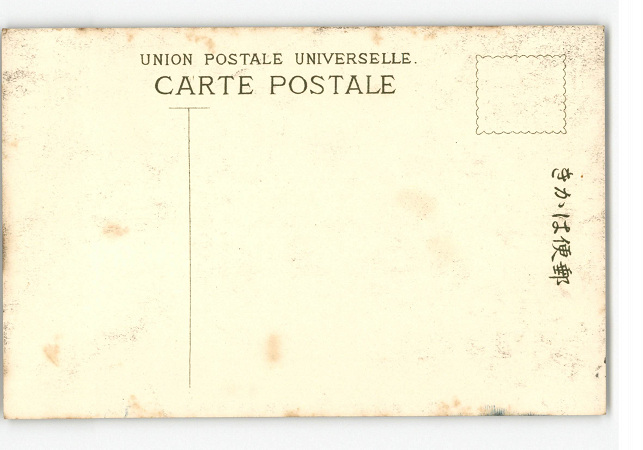 UNION POSTALE UNIVERSELLE.
CARTE POSTALE
きかは便郵